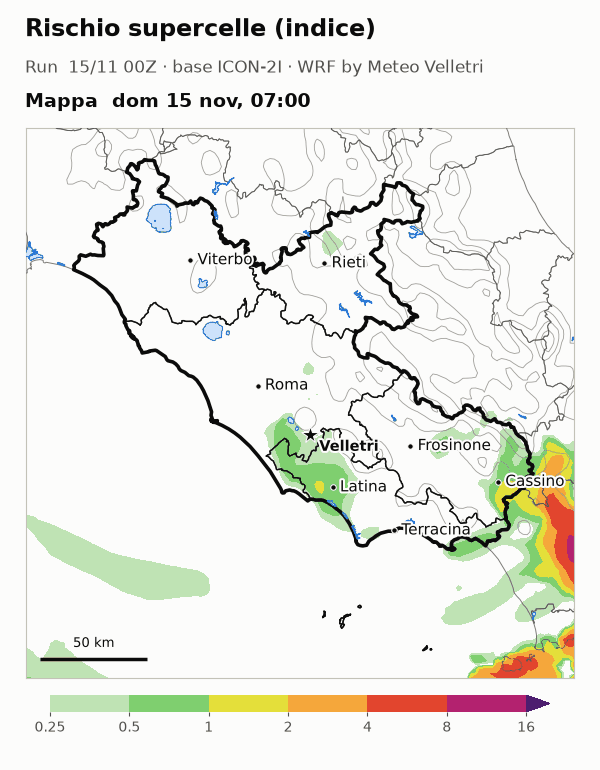 Rischio supercelle (indice)
Run  15/11 00Z · base ICON-2I · WRF by Meteo Velletri
Mappa  dom 15 nov, 07:00
Viterbo
Rieti
Roma
Velletri
Frosinone
Cassino
Latina
Terracina
50 km
0.25 0.5 1 2 4 8 16